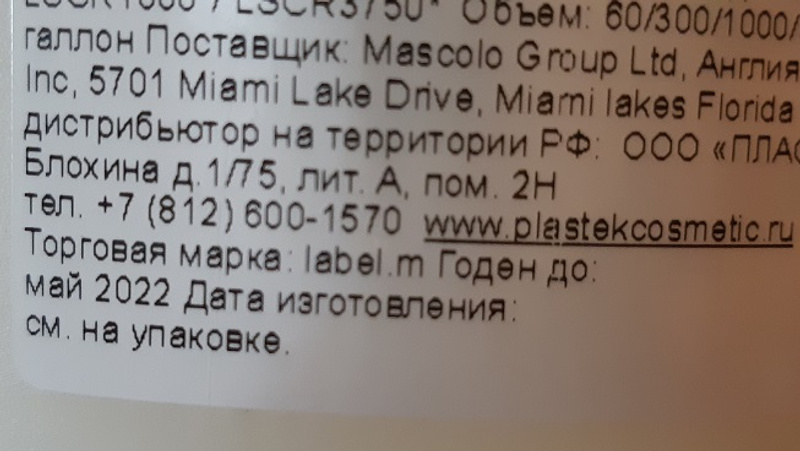 LSCR3750* Объем: 60/300/1000/
галлон Поставщик: Mascolo Group Ltd, Англия
Inc, 5701 Miami Lake Drive, Miami lakes Florida
дистрибьютор на территории РФ: ООО «ПЛАС
Блохина д.1/75, лит. А, пом. 2Н
тел. +7 (812) 600-1570 www.plastekcosmetic.ru
Торговая марка: label.m Годен до:
май 2022 Дата изготовления:
см. на упаковке.